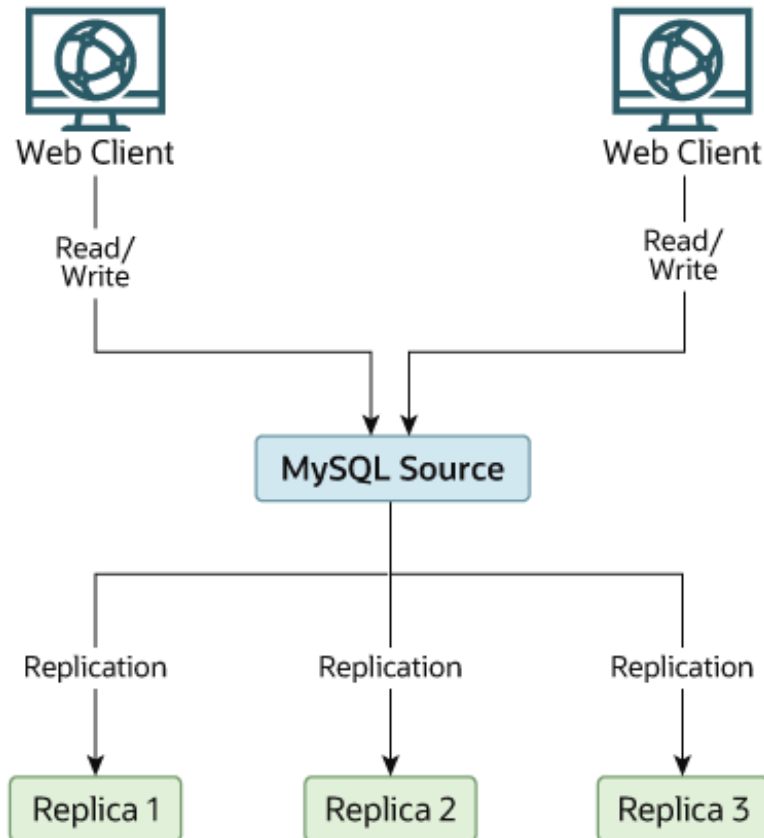 Web Client
Web Client
Read/
Write
Read/
Write
MySQL Source
Replication
Replication
Replication
Replica 1
Replica 2
Replica 3